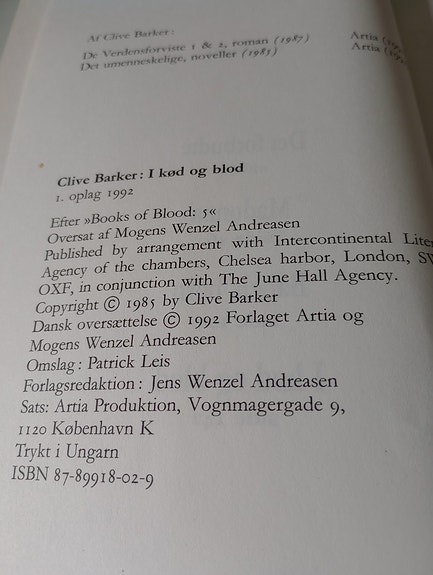 Af Clive Barker:
De Verdensforviste 1 & 2, roman (1987) Artia
Det umenneskelige, noveller (1985) Artia
Clive Barker: I kød og blod
1. oplag 1992
Efter »Books of Blood: 5«
Oversat af Mogens Wenzel Andreasen
Published by arrangement with Intercontinental
Agency of the chambers, Chelsea harbor, London,
OXF, in conjunction with The June Hall Agency.
Copyright © 1985 by Clive Barker
Dansk oversættelse © 1992 Forlaget Artia og
Mogens Wenzel Andreasen
Omslag: Patrick Leis
Forlagsredaktion: Jens Wenzel Andreasen
Sats: Artia Produktion, Vognmagergade 9,
1120 København K
Trykt i Ungarn
ISBN 87-89918-02-9